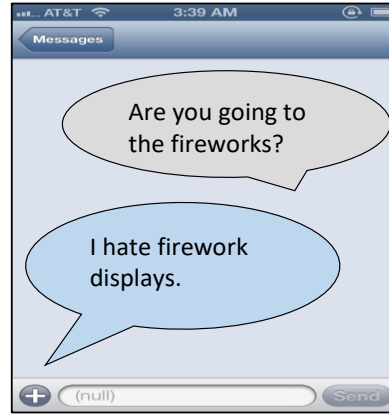 AT&T 3:39 AM
Messages
Are you going to
the fireworks?
I hate firework
displays.
(null)
Send